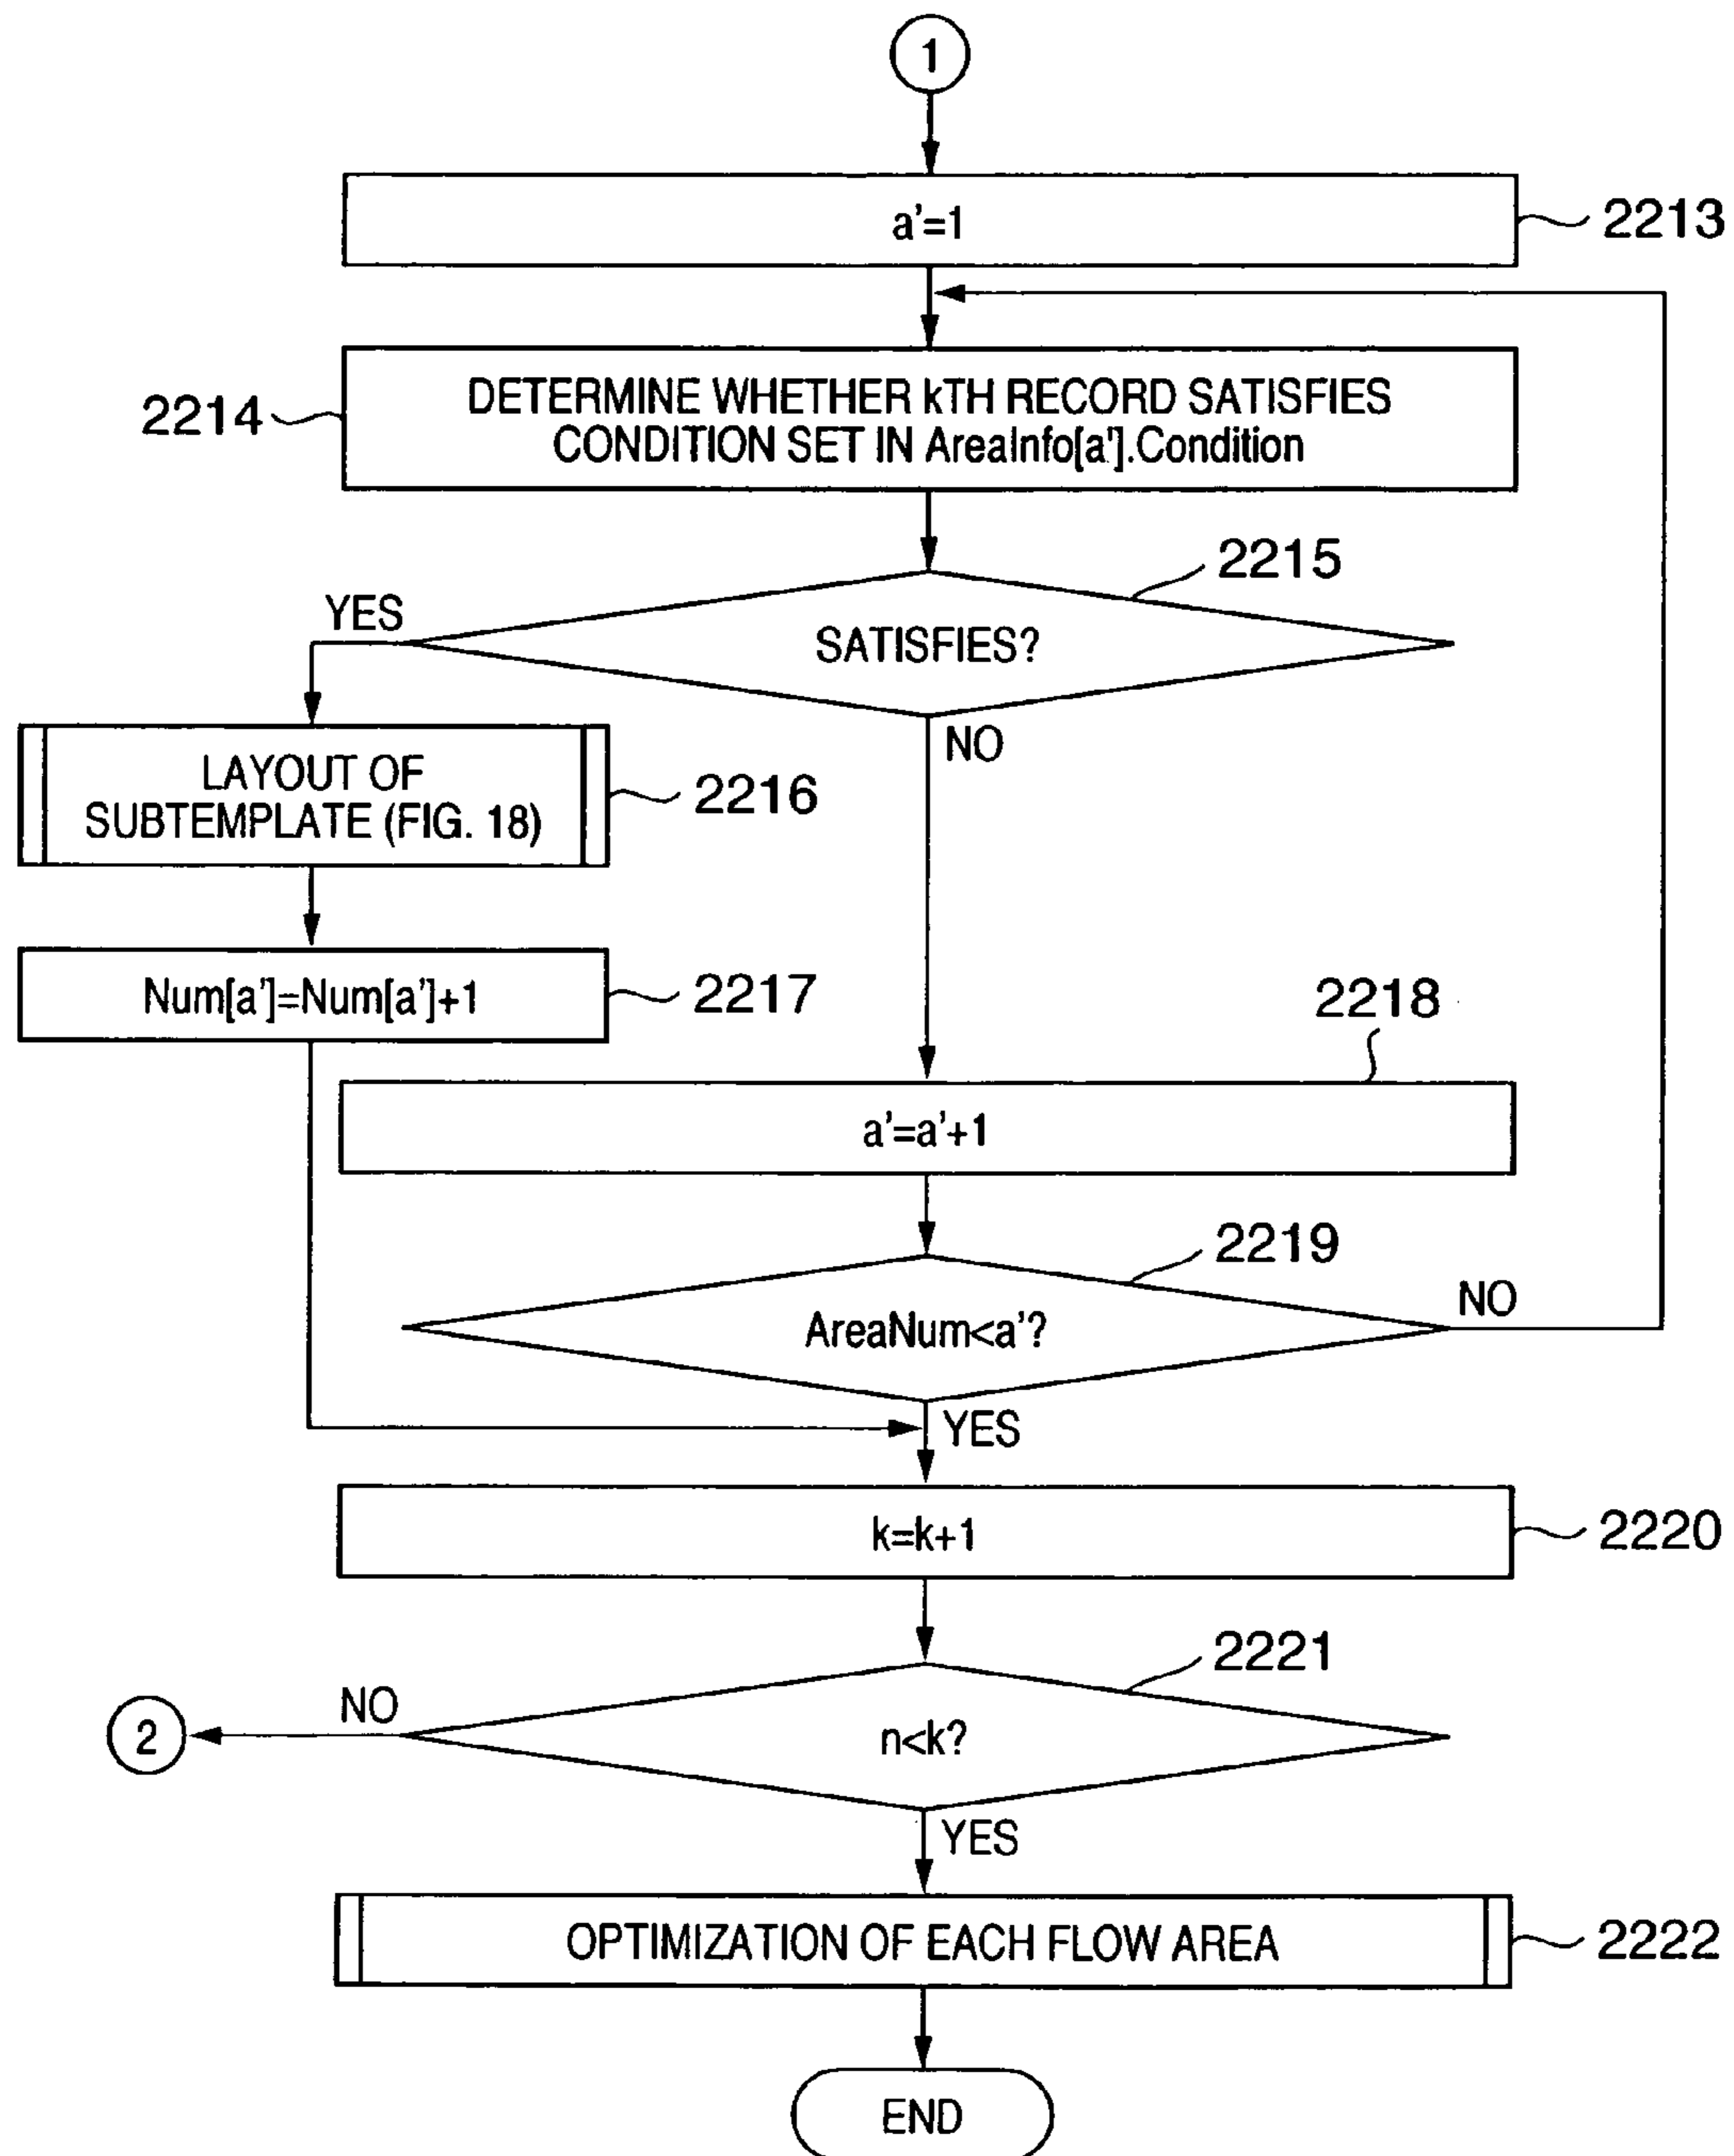 1
a'=1
2213
2214
DETERMINE WHETHER kTH RECORD SATISFIES
CONDITION SET IN AreaInfo[a'].Condition
2215
YES
SATISFIES?
NO
LAYOUT OF
SUBTEMPLATE (FIG. 18)
2216
Num[a']=Num[a']+1
2217
2218
a'=a'+1
2219
NO
AreaNum<a'?
YES
k=k+1
2220
2221
NO
2
n<k?
YES
OPTIMIZATION OF EACH FLOW AREA
2222
END